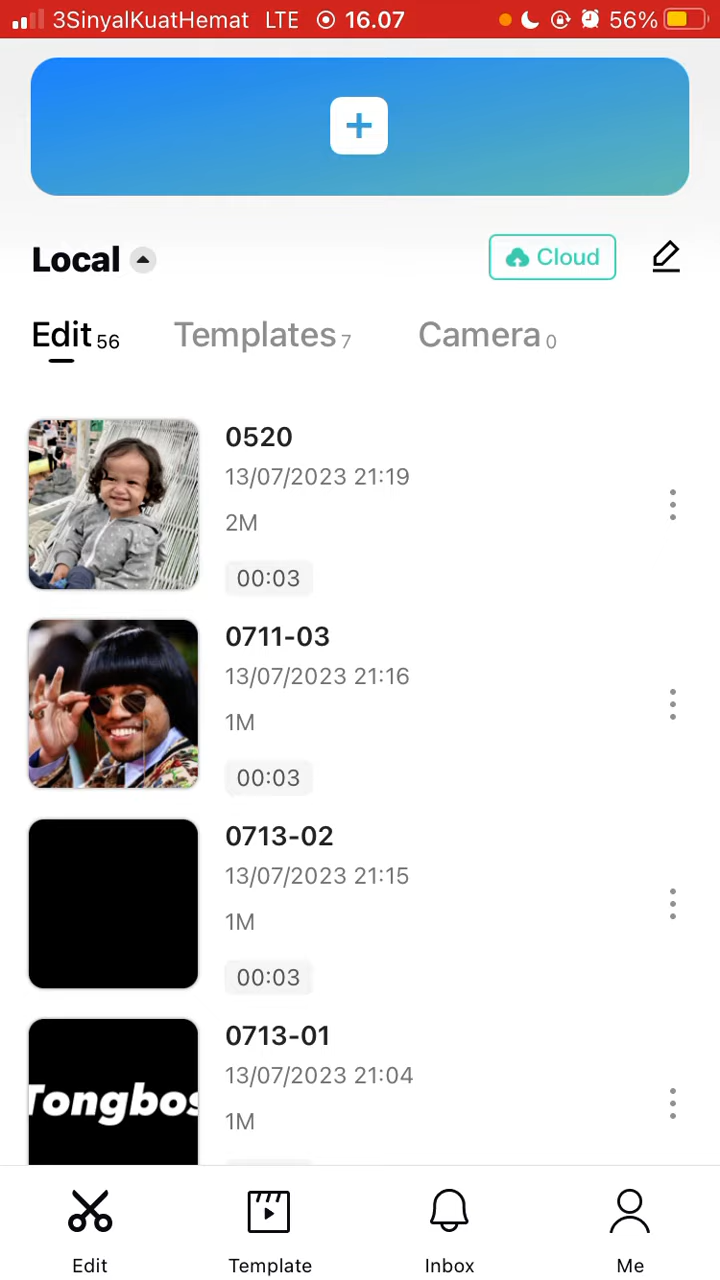 3SinyalKuatHemat LTE 16.07 56%
+
Local Cloud
Edit 56 Templates 7 Camera 0
0520
13/07/2023 21:19
2M
00:03
0711-03
13/07/2023 21:16
1M
00:03
0713-02
13/07/2023 21:15
1M
00:03
0713-01
Tongbos
13/07/2023 21:04
1M
Edit Template Inbox Me